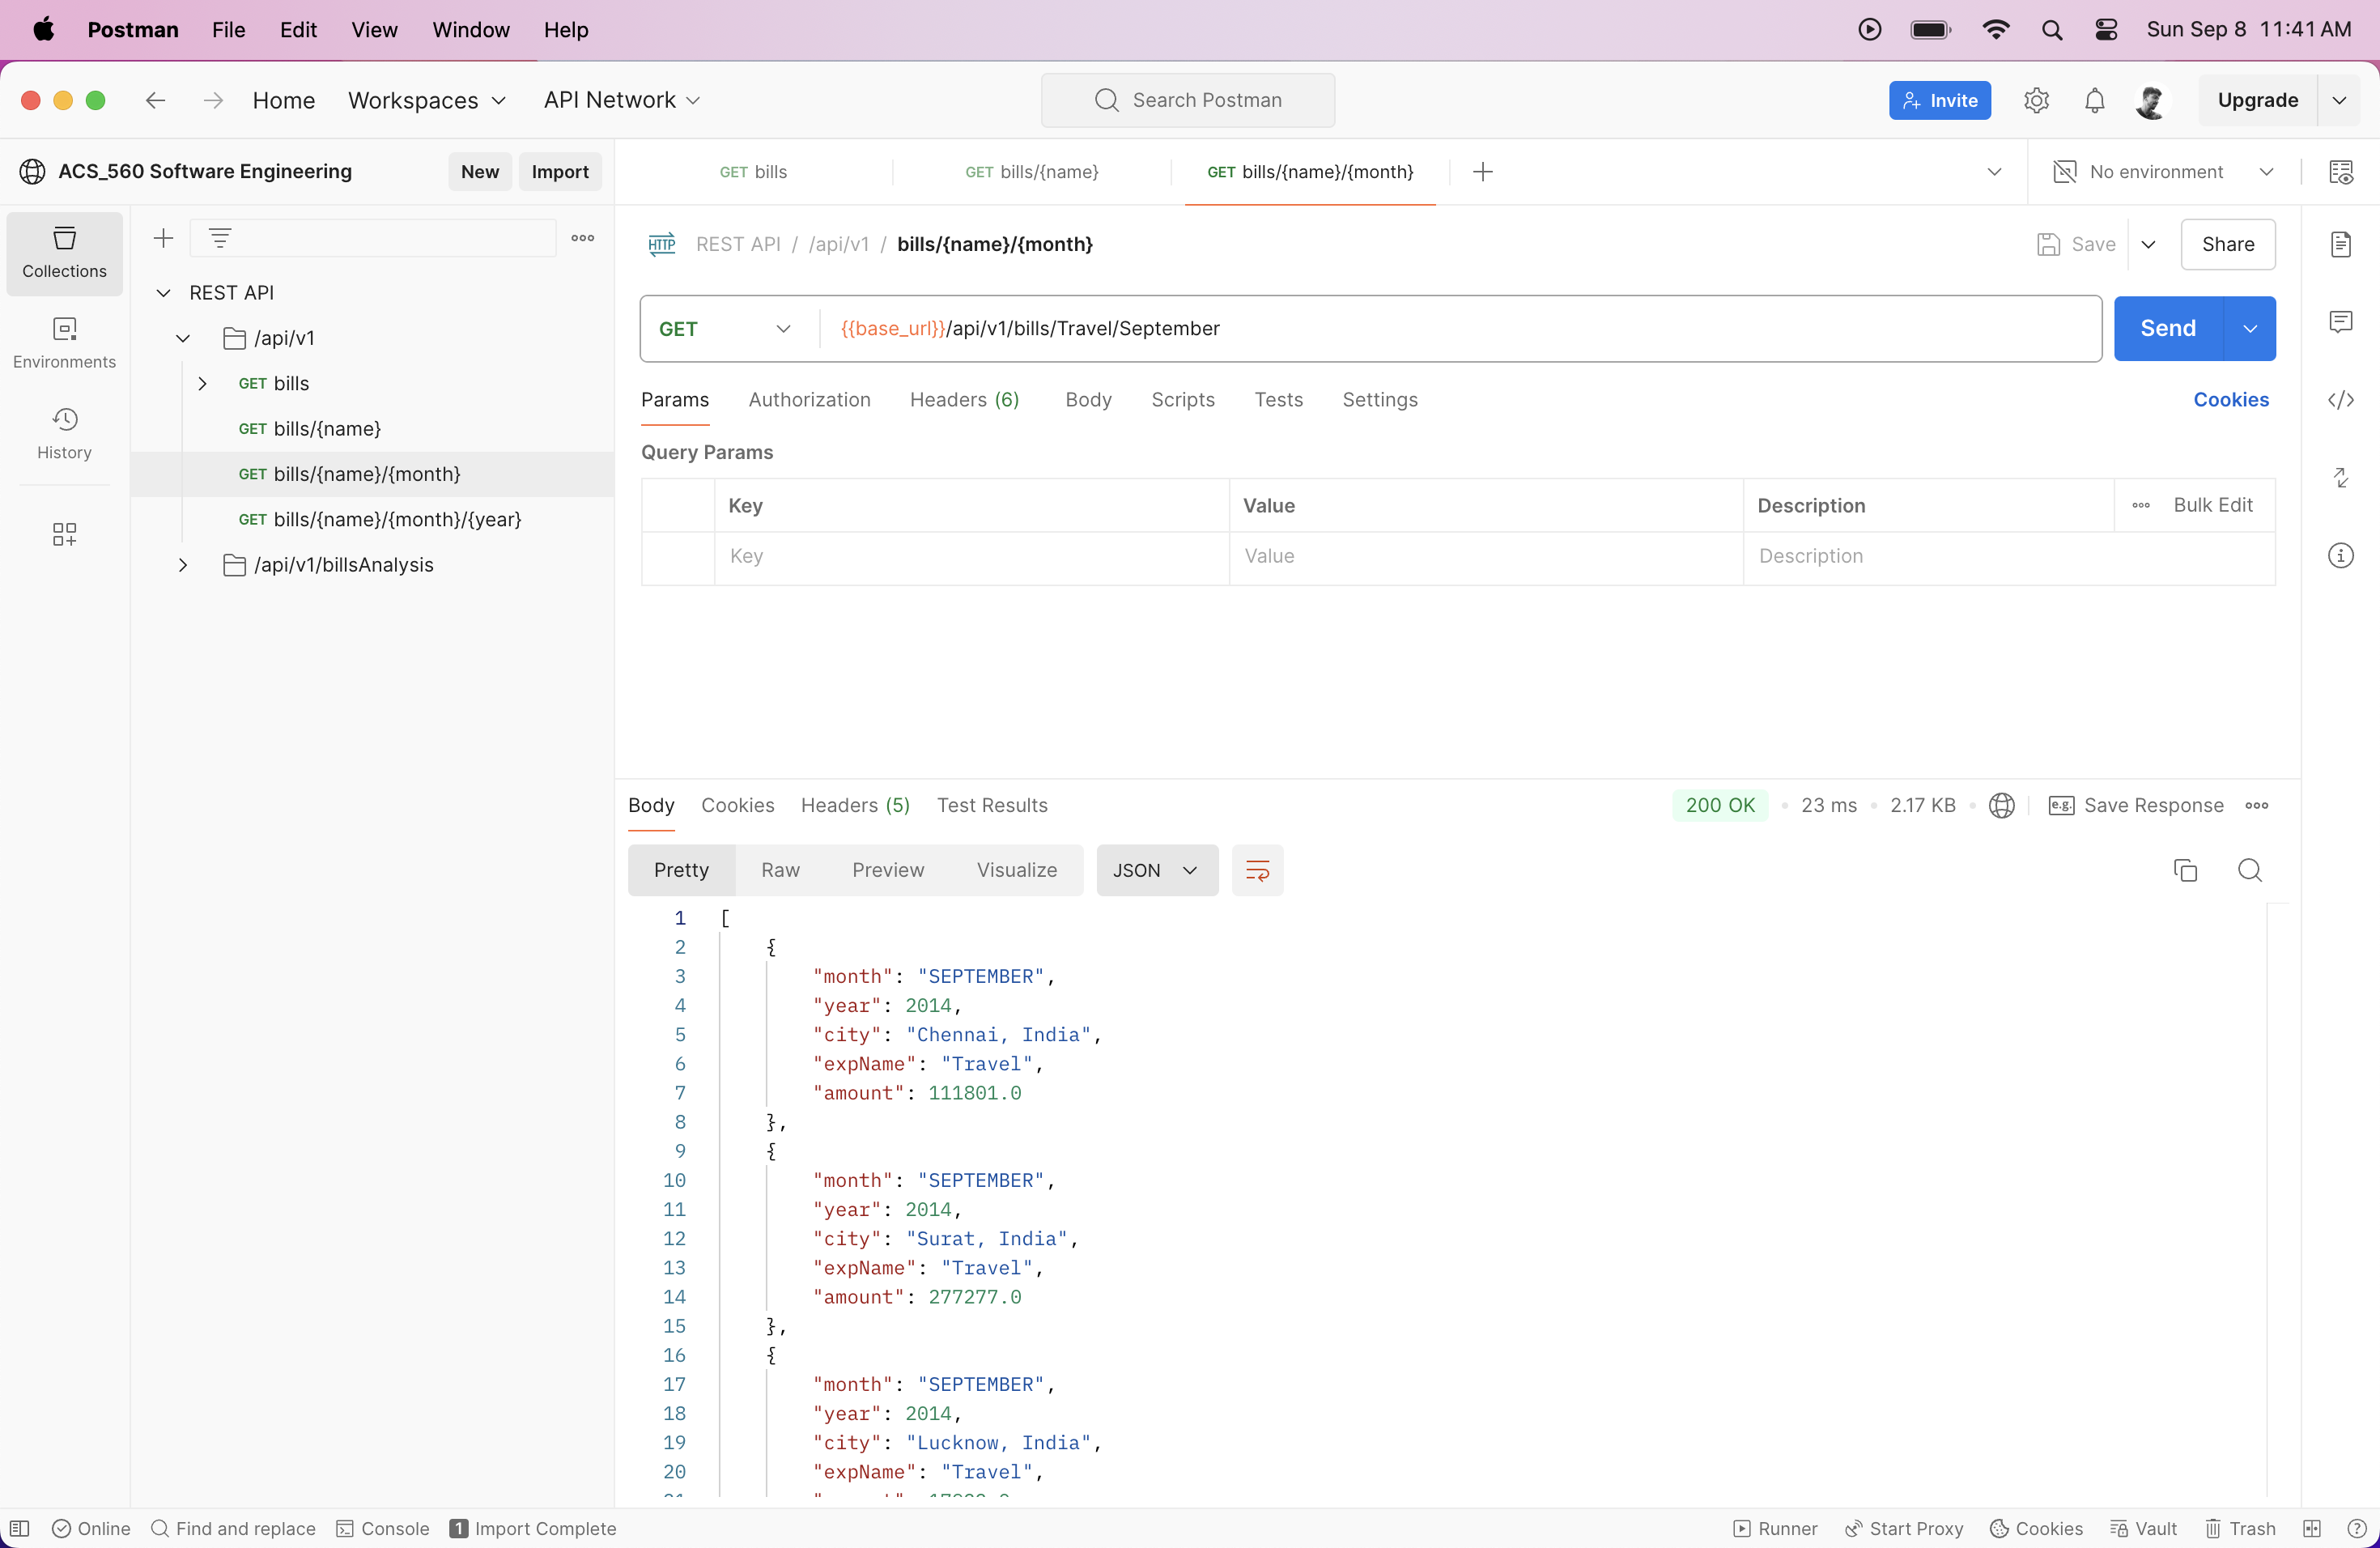 Postman File Edit View Window Help Sun Sep 8 11:41 AM
Home Workspaces API Network Search Postman Invite Upgrade
ACS_560 Software Engineering New Import GET bills GET bills/{name} GET bills/{name}/{month} No environment
Collections
Environments
History
REST API
/api/v1
GET bills
GET bills/{name}
GET bills/{name}/{month}
GET bills/{name}/{month}/{year}
/api/v1/billsAnalysis
HTTP REST API / /api/v1 / bills/{name}/{month} Save Share
GET {{base_url}}/api/v1/bills/Travel/September Send
Params Authorization Headers (6) Body Scripts Tests Settings Cookies
Query Params
Key Value Description Bulk Edit
Key Value Description
Body Cookies Headers (5) Test Results 200 OK 23 ms 2.17 KB e.g. Save Response
Pretty Raw Preview Visualize JSON
1 [
2 {
3 "month": "SEPTEMBER",
4 "year": 2014,
5 "city": "Chennai, India",
6 "expName": "Travel",
7 "amount": 111801.0
8 },
9 {
10 "month": "SEPTEMBER",
11 "year": 2014,
12 "city": "Surat, India",
13 "expName": "Travel",
14 "amount": 277277.0
15 },
16 {
17 "month": "SEPTEMBER",
18 "year": 2014,
19 "city": "Lucknow, India",
20 "expName": "Travel",
Online Find and replace Console 1 Import Complete Runner Start Proxy Cookies Vault Trash